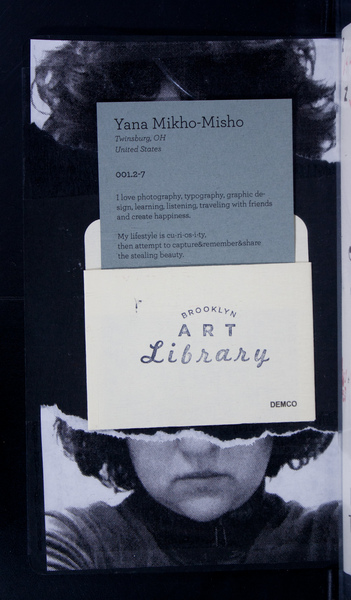 Yana Mikho-Misho
Twinsburg, OH
United States
001.2-7
I love photography, typography, graphic de-
sign, learning, listening, traveling with friends
and create happiness.
My lifestyle is cu-ri-os-i-ty,
then attempt to capture&remember&share
the stealing beauty.
BROOKLYN
ART
Library
DEMCO